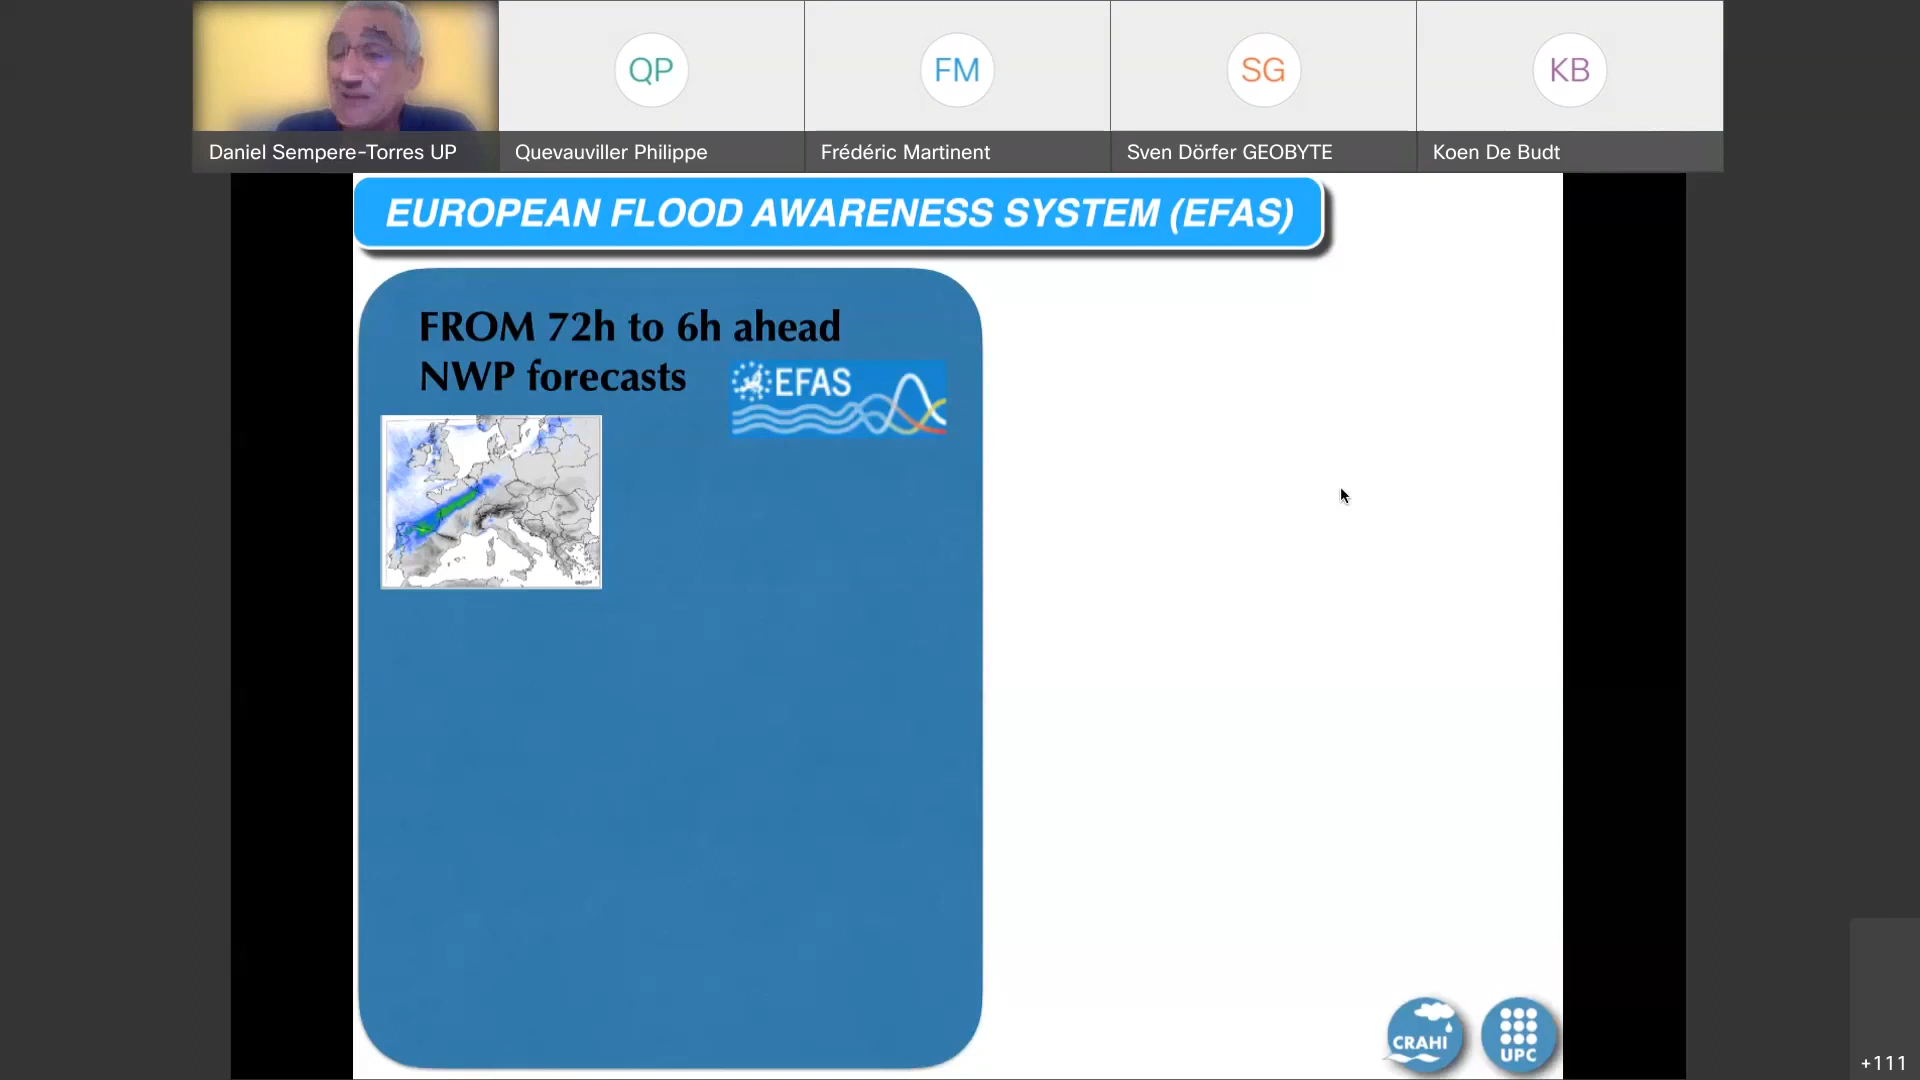 QP
FM
SG
KB
Daniel Sempere-Torres UP
Quevauviller Philippe
Frédéric Martinent
Sven Dörfer GEOBYTE
Koen De Budt
EUROPEAN FLOOD AWARENESS SYSTEM (EFAS)
FROM 72h to 6h ahead
NWP forecasts
EFAS
CRAHI
UPC
+111